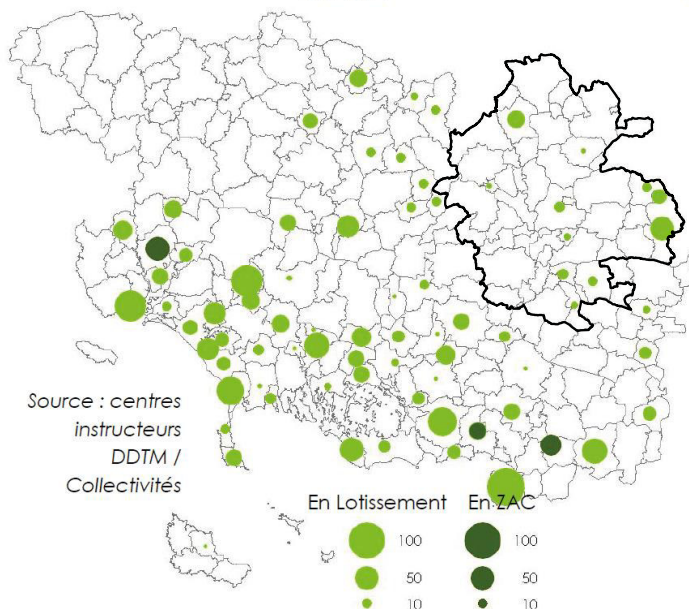 Source : centres
instructeurs
DDTM /
Collectivités
En Lotissement
En ZAC
100
100
50
50
10
10